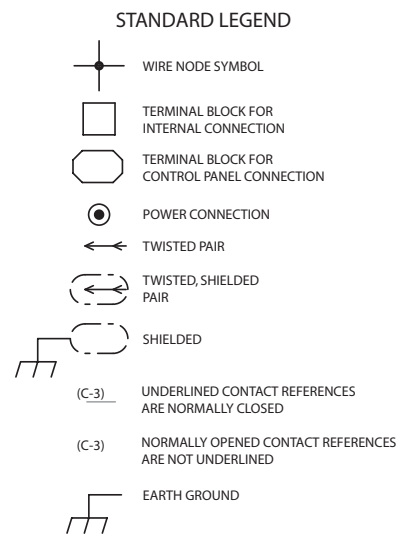 STANDARD LEGEND
WIRE NODE SYMBOL
TERMINAL BLOCK FOR
INTERNAL CONNECTION
TERMINAL BLOCK FOR
CONTROL PANEL CONNECTION
POWER CONNECTION
TWISTED PAIR
TWISTED, SHIELDED
PAIR
SHIELDED
(C-3) UNDERLINED CONTACT REFERENCES
ARE NORMALLY CLOSED
(C-3) NORMALLY OPENED CONTACT REFERENCES
ARE NOT UNDERLINED
EARTH GROUND